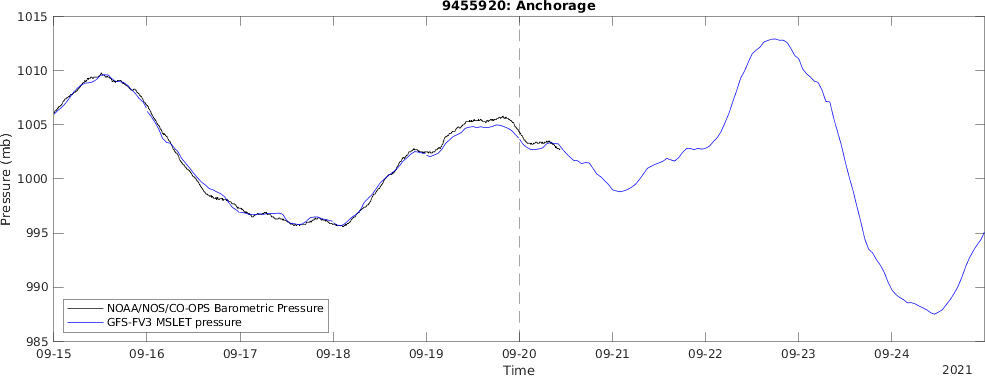 9455920: Anchorage
Pressure (mb)
1015
1010
1005
1000
995
990
985
NOAA/NOS/CO-OPS Barometric Pressure
GFS-FV3 MSLET pressure
09-15 09-16 09-17 09-18 09-19 09-20 09-21 09-22 09-23 09-24
Time
2021